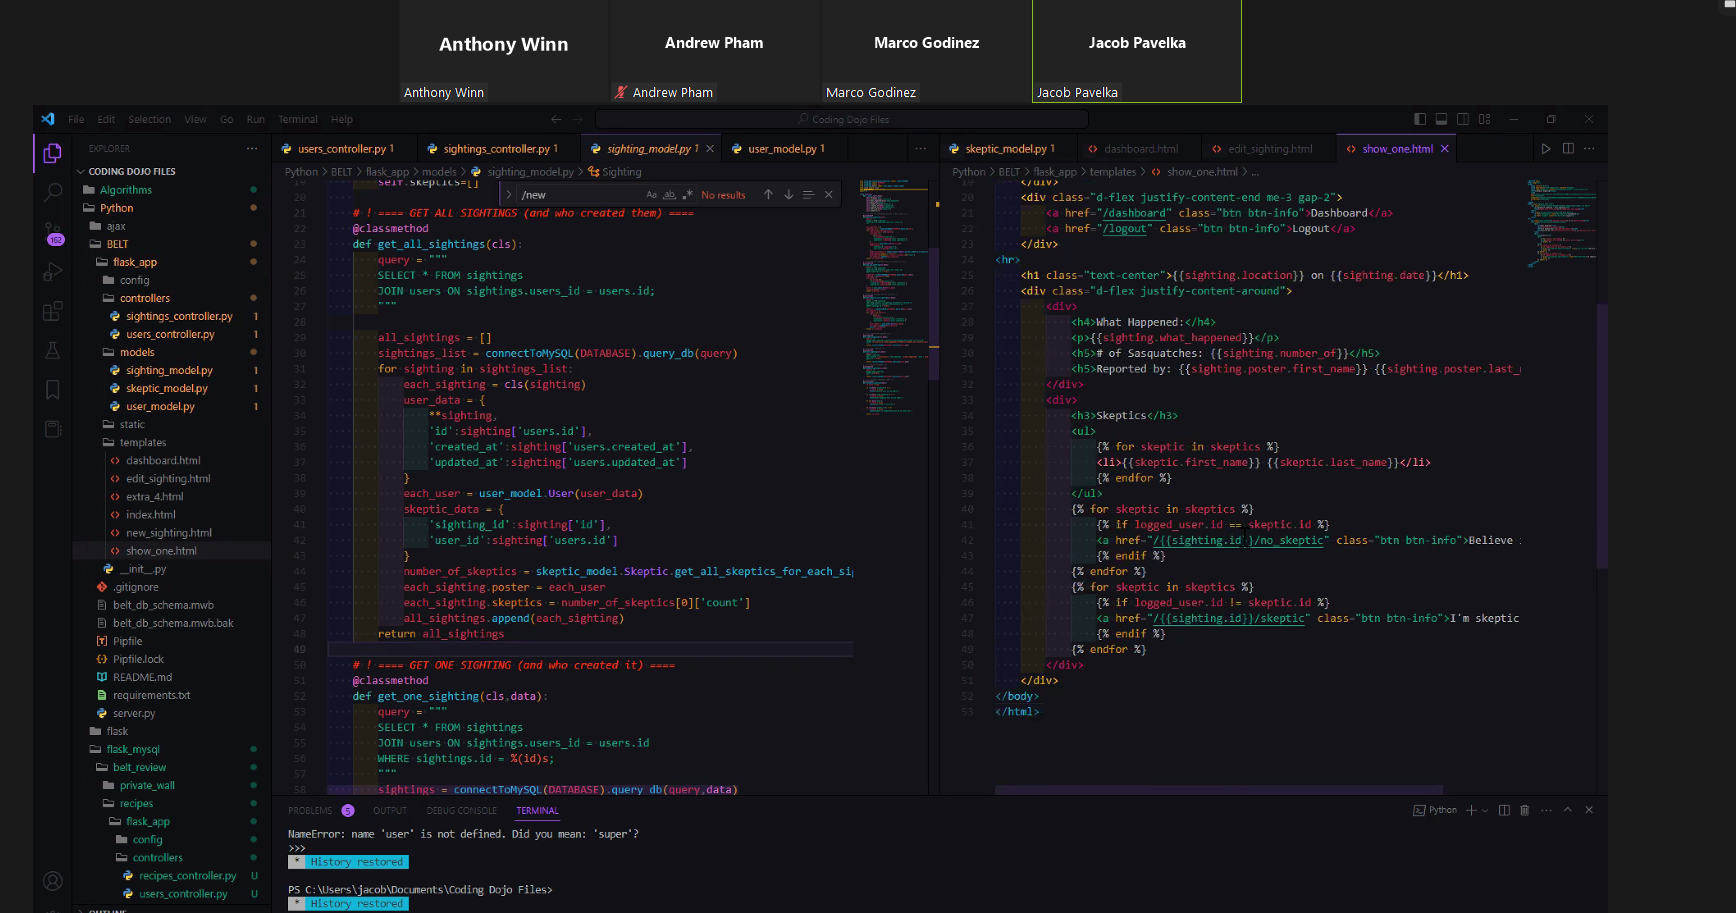 Anthony Winn
Andrew Pham
Marco Godinez
Jacob Pavelka
Anthony Winn
Andrew Pham
Marco Godinez
Jacob Pavelka
File Edit Selection View Go Run Terminal Help
Coding Dojo Files
EXPLORER
CODING DOJO FILES
Algorithms
Python
ajax
BELT
flask_app
config
controllers
sightings_controller.py 1
users_controller.py 1
models
sighting_model.py 1
skeptic_model.py 1
user_model.py 1
static
templates
dashboard.html
edit_sighting.html
extra_4.html
index.html
new_sighting.html
show_one.html
__init__.py
.gitignore
belt_db_schema.mwb
belt_db_schema.mwb.bak
Pipfile
Pipfile.lock
README.md
requirements.txt
server.py
flask
flask_mysql
belt_review
private_wall
recipes
flask_app
config
controllers
recipes_controller.py U
users_controller.py U
162
users_controller.py 1 sightings_controller.py 1 sighting_model.py 1 user_model.py 1
Python > BELT > flask_app > models > sighting_model.py > Sighting
/new
No results
self.skeptics=[]
20
21 # ! ==== GET ALL SIGHTINGS (and who created them) ====
22 @classmethod
23 def get_all_sightings(cls):
24 query = """
25 SELECT * FROM sightings
26 JOIN users ON sightings.users_id = users.id;
27 """
28
29 all_sightings = []
30 sightings_list = connectToMySQL(DATABASE).query_db(query)
31 for sighting in sightings_list:
32 each_sighting = cls(sighting)
33 user_data = {
34 **sighting,
35 'id':sighting['users.id'],
36 'created_at':sighting['users.created_at'],
37 'updated_at':sighting['users.updated_at']
38 }
39 each_user = user_model.User(user_data)
40 skeptic_data = {
41 'sighting_id':sighting['id'],
42 'user_id':sighting['users.id']
43 }
44 number_of_skeptics = skeptic_model.Skeptic.get_all_skeptics_for_each_sig
45 each_sighting.poster = each_user
46 each_sighting.skeptics = number_of_skeptics[0]['count']
47 all_sightings.append(each_sighting)
48 return all_sightings
49
50 # ! ==== GET ONE SIGHTING (and who created it) ====
51 @classmethod
52 def get_one_sighting(cls,data):
53 query = """
54 SELECT * FROM sightings
55 JOIN users ON sightings.users_id = users.id
56 WHERE sightings.id = %(id)s;
57 """
58 sightings = connectToMySQL(DATABASE).query_db(query,data)
skeptic_model.py 1 dashboard.html edit_sighting.html show_one.html
Python > BELT > flask_app > templates > show_one.html > ...
19 </div>
20 <div class="d-flex justify-content-end me-3 gap-2">
21 <a href="/dashboard" class="btn btn-info">Dashboard</a>
22 <a href="/logout" class="btn btn-info">Logout</a>
23 </div>
24 <hr>
25 <h1 class="text-center">{{sighting.location}} on {{sighting.date}}</h1>
26 <div class="d-flex justify-content-around">
27 <div>
28 <h4>What Happened:</h4>
29 <p>{{sighting.what_happened}}</p>
30 <h5># of Sasquatches: {{sighting.number_of}}</h5>
31 <h5>Reported by: {{sighting.poster.first_name}} {{sighting.poster.last_n
32 </div>
33 <div>
34 <h3>Skeptics</h3>
35 <ul>
36 {% for skeptic in skeptics %}
37 <li>{{skeptic.first_name}} {{skeptic.last_name}}</li>
38 {% endfor %}
39 </ul>
40 {% for skeptic in skeptics %}
41 {% if logged_user.id == skeptic.id %}
42 <a href="/{{sighting.id}}/no_skeptic" class="btn btn-info">Believe
43 {% endif %}
44 {% endfor %}
45 {% for skeptic in skeptics %}
46 {% if logged_user.id != skeptic.id %}
47 <a href="/{{sighting.id}}/skeptic" class="btn btn-info">I'm skeptic
48 {% endif %}
49 {% endfor %}
50 </div>
51 </div>
52 </body>
53 </html>
PROBLEMS 5 OUTPUT DEBUG CONSOLE TERMINAL
Python
NameError: name 'user' is not defined. Did you mean: 'super'?
>>>
* History restored
PS C:\Users\jacob\Documents\Coding Dojo Files>
* History restored